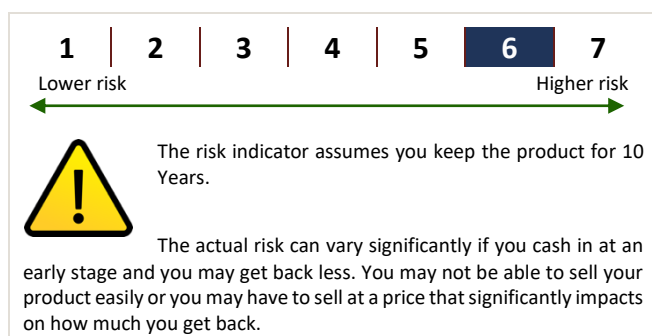 1 2 3 4 5 6 7
Lower risk Higher risk
The risk indicator assumes you keep the product for 10
Years.
The actual risk can vary significantly if you cash in at an
early stage and you may get back less. You may not be able to sell your
product easily or you may have to sell at a price that significantly impacts
on how much you get back.